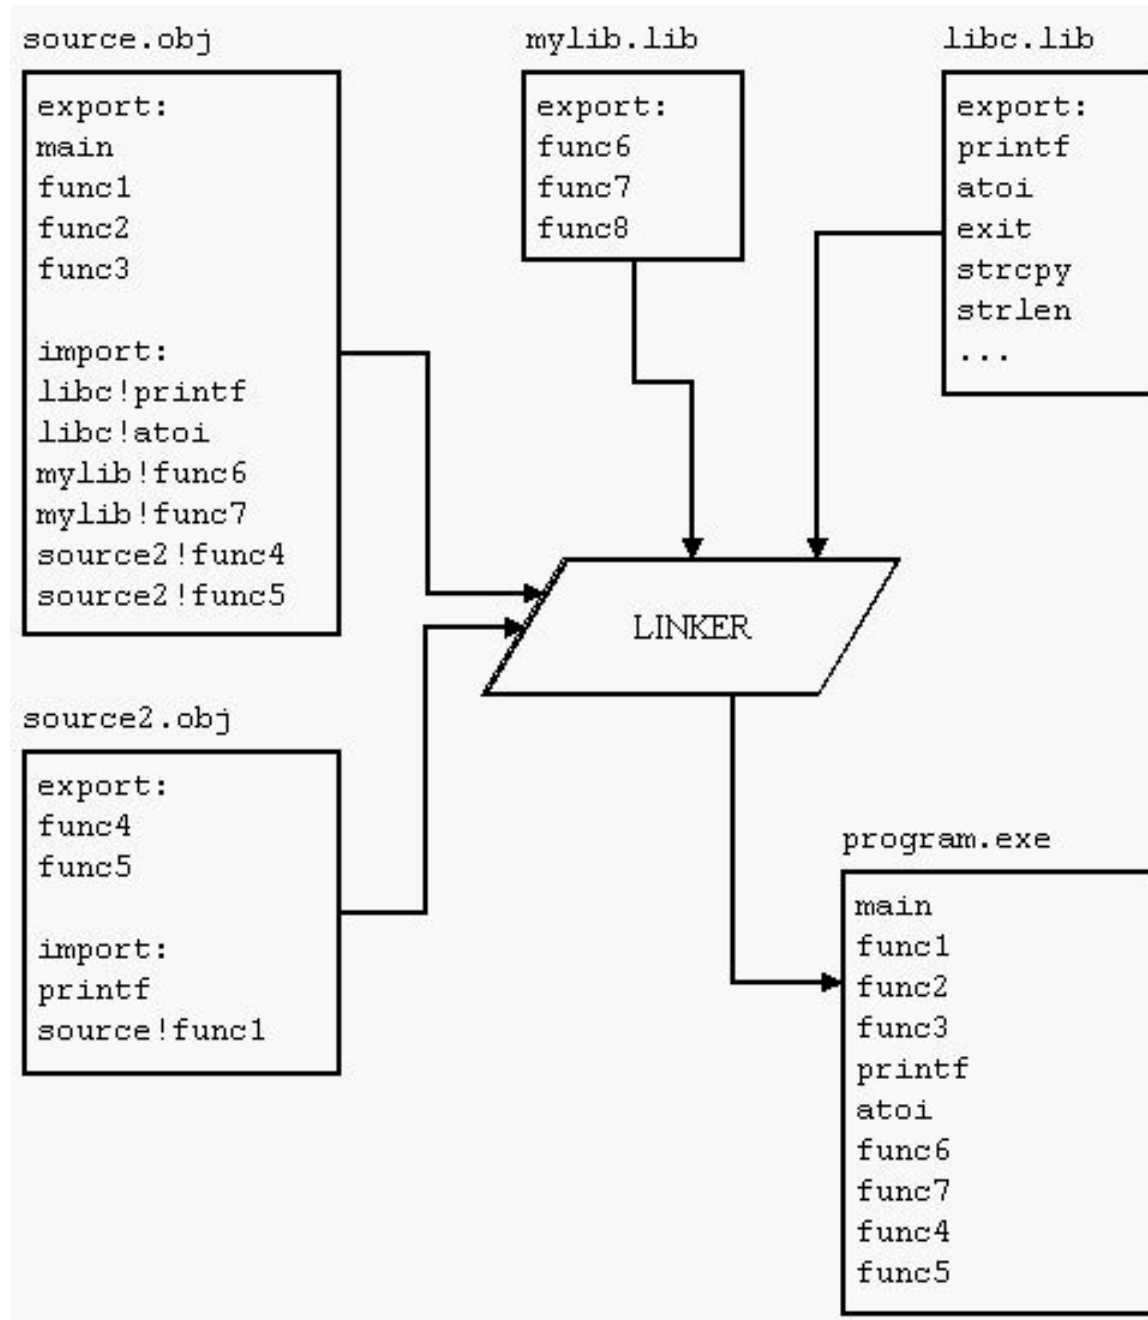 source.obj
export:
main
func1
func2
func3
import:
libc!printf
libc!atoi
mylib!func6
mylib!func7
source2!func4
source2!func5
mylib.lib
export:
func6
func7
func8
libc.lib
export:
printf
atoi
exit
strcpy
strlen
...
LINKER
source2.obj
export:
func4
func5
import:
printf
source!func1
program.exe
main
func1
func2
func3
printf
atoi
func6
func7
func4
func5